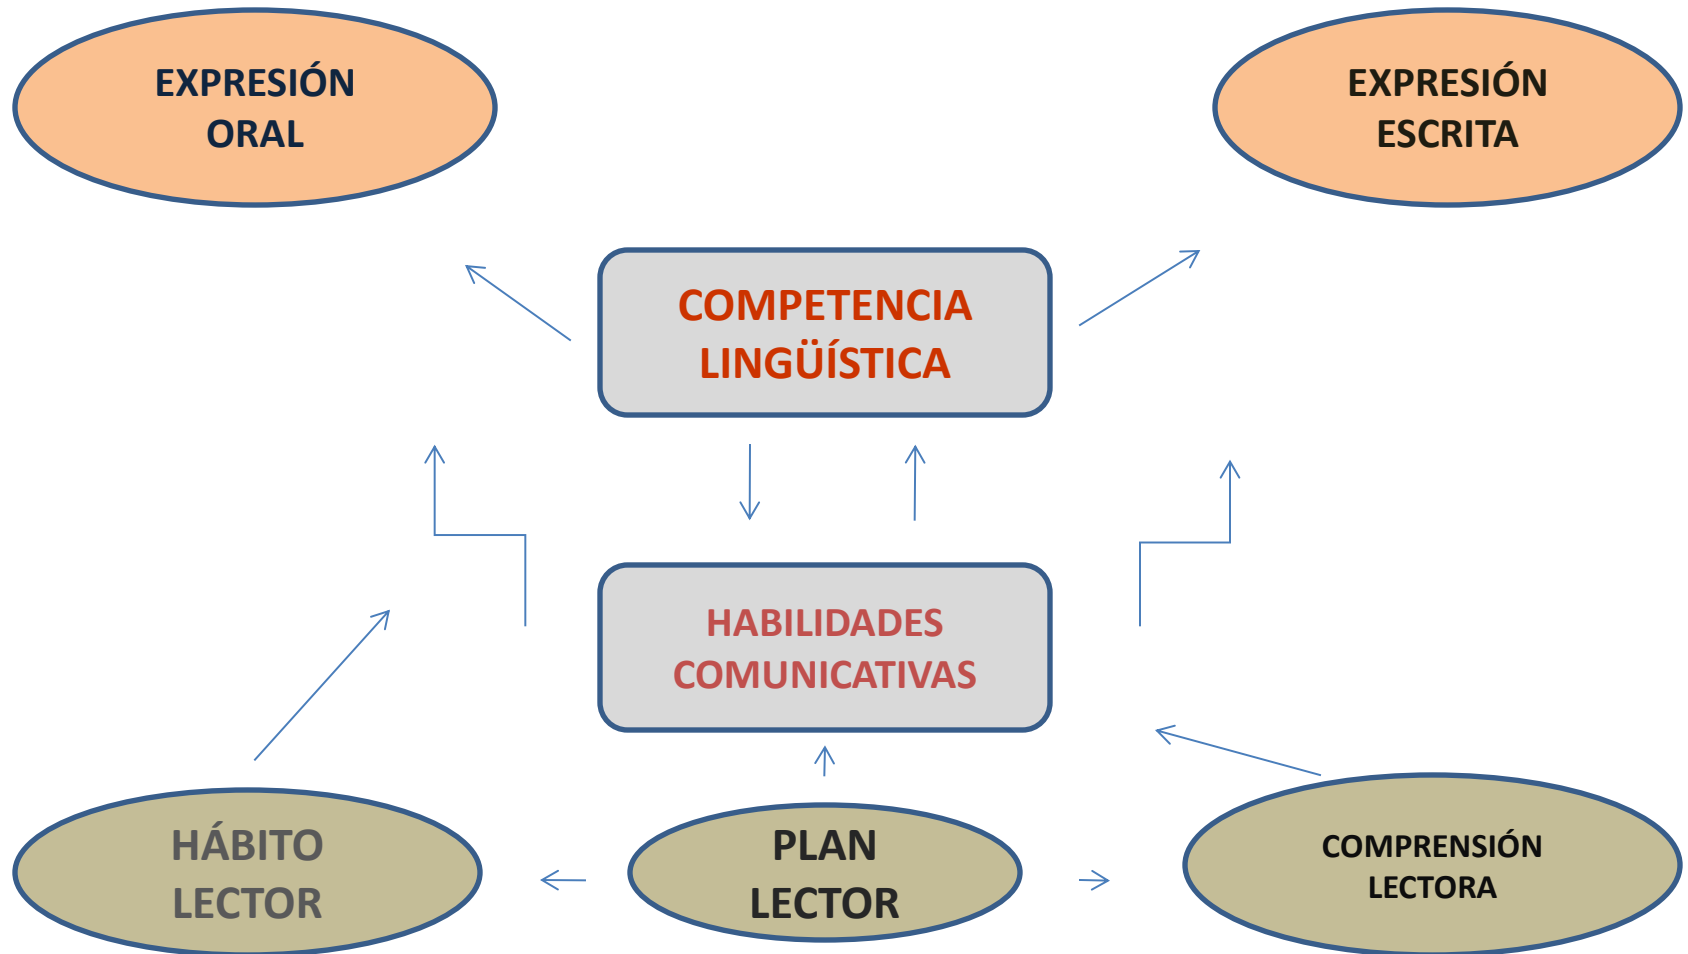 EXPRESIÓN
ORAL
EXPRESIÓN
ESCRITA
COMPETENCIA
LINGÜÍSTICA
HABILIDADES
COMUNICATIVAS
HÁBITO
LECTOR
PLAN
LECTOR
COMPRENSIÓN
LECTORA